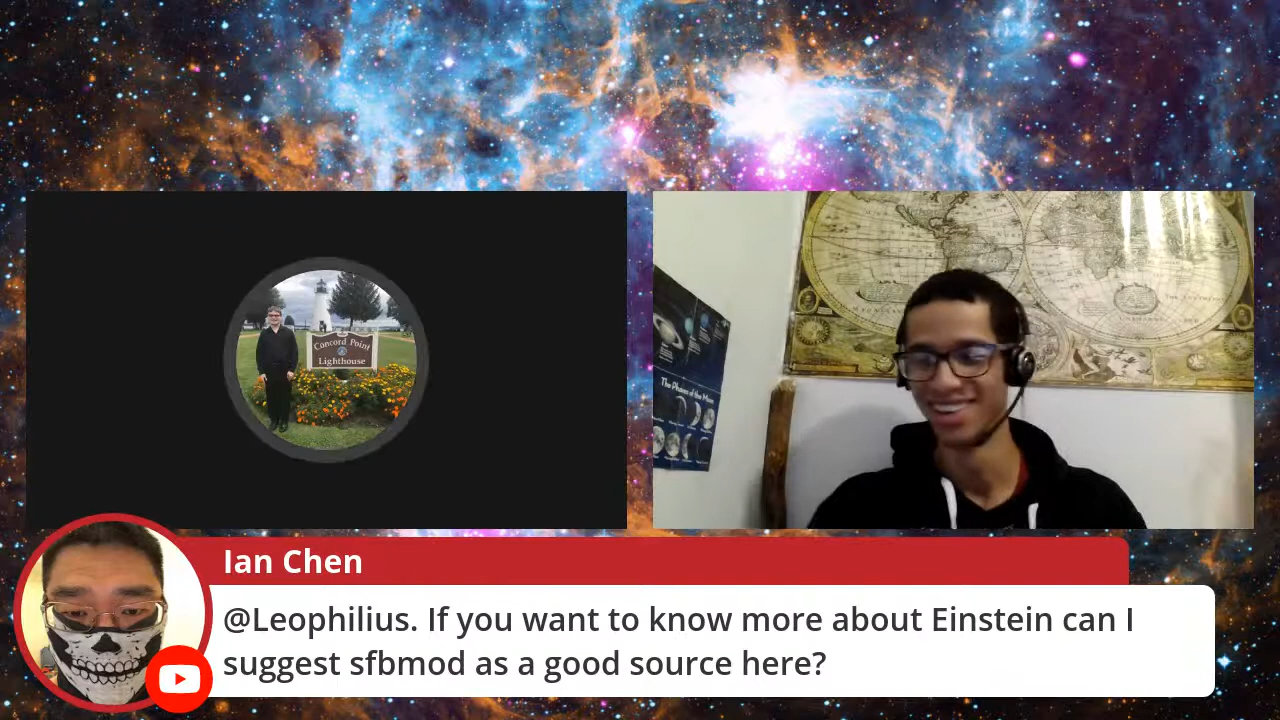 Concord Point
Lighthouse
The Phases of the Moon
Ian Chen
@Leophilius. If you want to know more about Einstein can I
suggest sfbmod as a good source here?